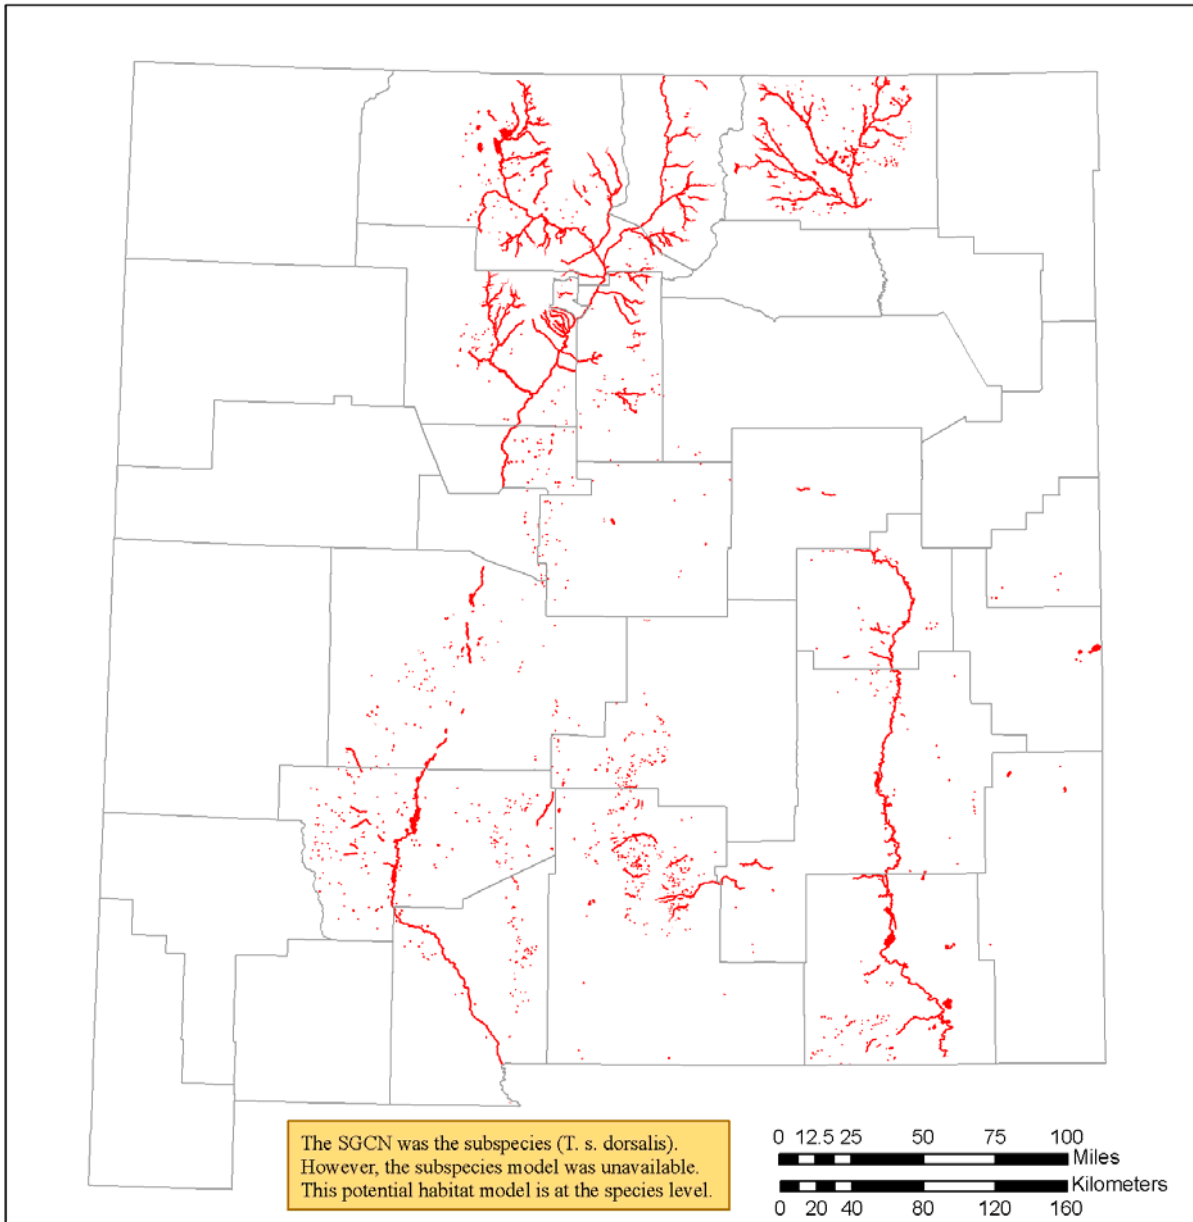 The SGCN was the subspecies (T. s. dorsalis).
However, the subspecies model was unavailable.
This potential habitat model is at the species level.
0 12.5 25 50 75 100
Miles
Kilometers
0 20 40 80 120 160